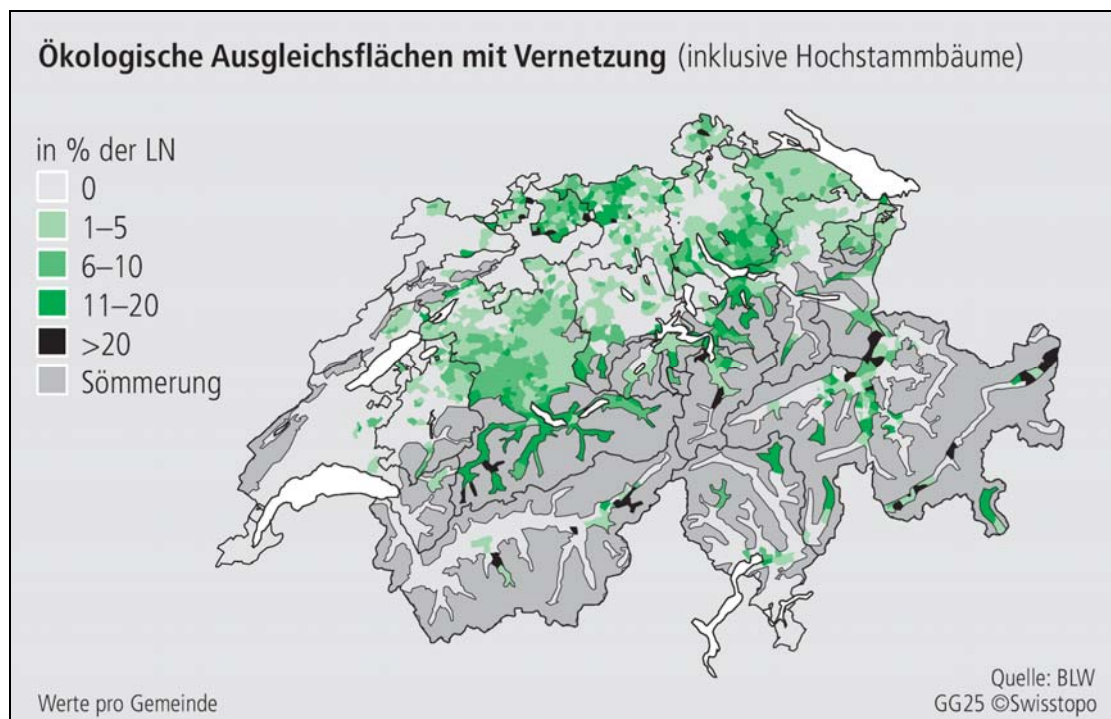 Ökologische Ausgleichsflächen mit Vernetzung (inklusive Hochstammbäume)
in % der LN
0
1–5
6–10
11–20
>20
Sömmerung
Werte pro Gemeinde
Quelle: BLW
GG25 ©Swisstopo